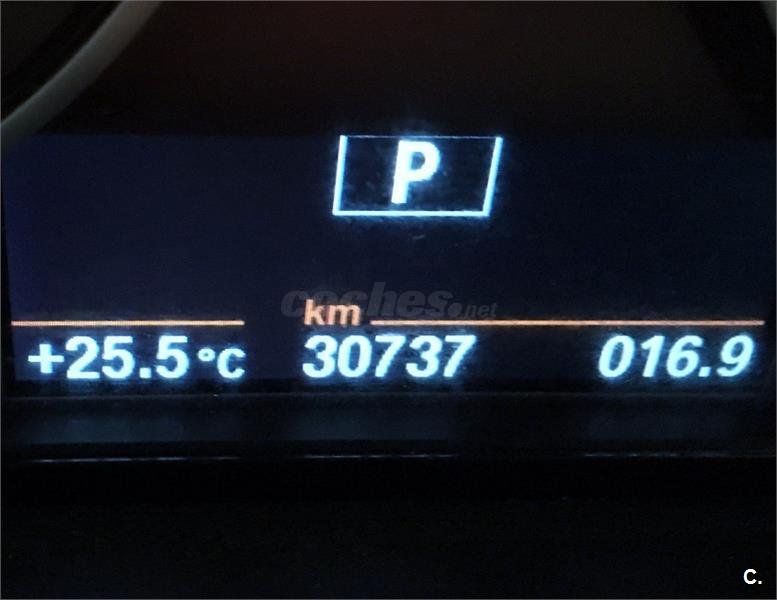 P
coches.net
km
+25.5 °C 30737 016.9
C.